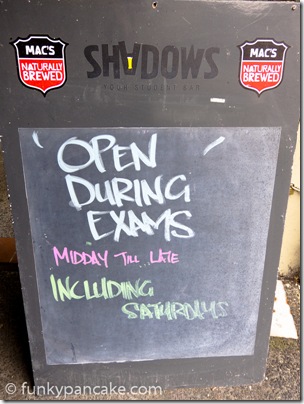 MAC'S
NATURALLY
BREWED
SHADOWS
YOUR STUDENT BAR
MAC'S
NATURALLY
BREWED
OPEN
DURING
EXAMS
MIDDAY TILL LATE
INCLUDING
SATURDAYS
© funkypancake.com